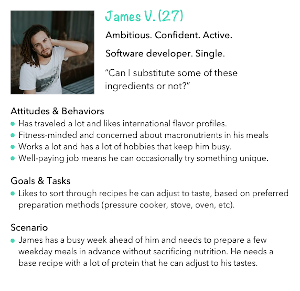 James V. (27)
Ambitious. Confident. Active.
Software developer. Single.
“Can I substitute some of these
ingredients or not?”
Attitudes & Behaviors
Has traveled a lot and likes international flavor profiles.
Fitness-minded and concerned about macronutrients in his meals
Works a lot and has a lot of hobbies that keep him busy.
Well-paying job means he can occasionally try something unique.
Goals & Tasks
Likes to sort through recipes he can adjust to taste, based on preferred
preparation methods (pressure cooker, stove, oven, etc).
Scenario
James has a busy week ahead of him and needs to prepare a few
weekday meals in advance without sacrificing nutrition. He needs a
base recipe with a lot of protein that he can adjust to his tastes.